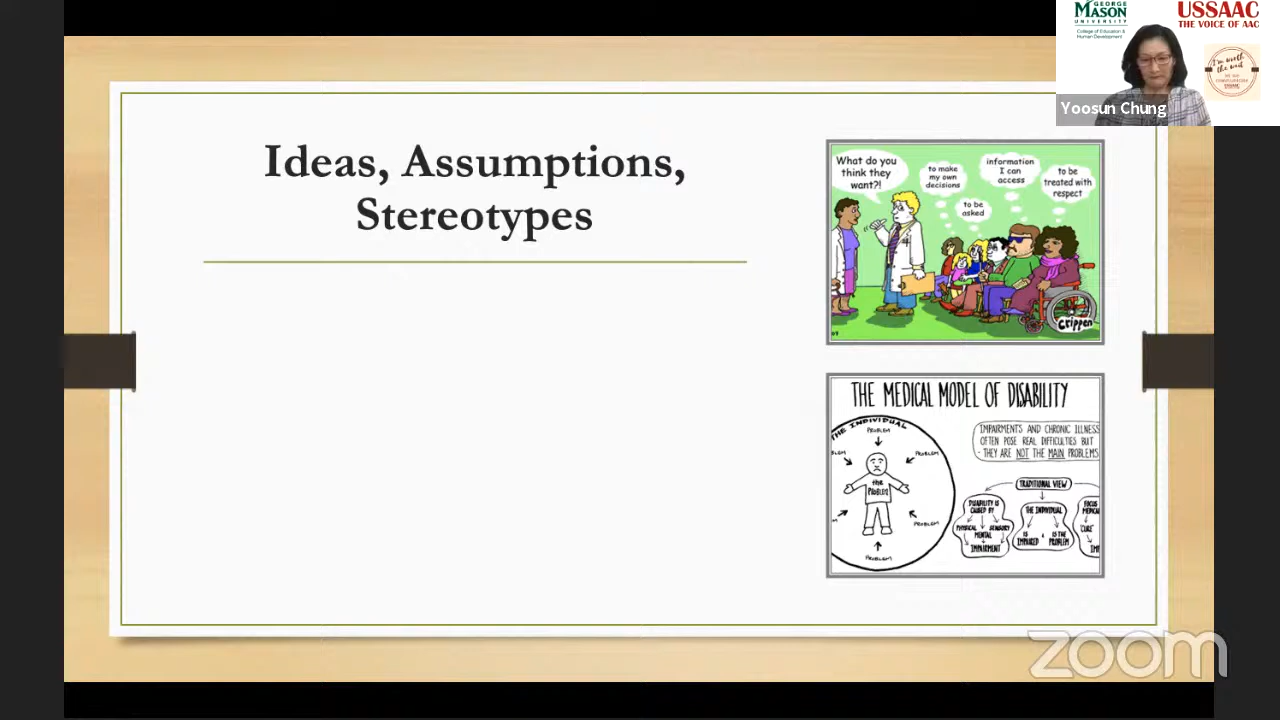 GEORGE
MASON
UNIVERSITY
College of Education &
Human Development
USSAAC
THE VOICE OF AAC
I'm worth
the wait
Yoosun Chung
Ideas, Assumptions,
Stereotypes
What do you
think they
want?!
to make
my own
decisions
to be
asked
information
I can
access
to be
treated with
respect
Crippen
THE MEDICAL MODEL OF DISABILITY
THE INDIVIDUAL
PROBLEM
PROBLEM
the
PROBLEM
PROBLEM
PROBLEM
IMPAIRMENTS AND CHRONIC ILLNESS
OFTEN POSE REAL DIFFICULTIES BUT
- THEY ARE NOT THE MAIN PROBLEMS
TRADITIONAL VIEW
DISABILITY IS
CAUSED BY
PHYSICAL SENSORY
MENTAL
IMPAIRMENT
THE INDIVIDUAL
IS IS THE
IMPAIRED & PROBLEM
FOCUS
MEDICAL
'CURE'
zoom